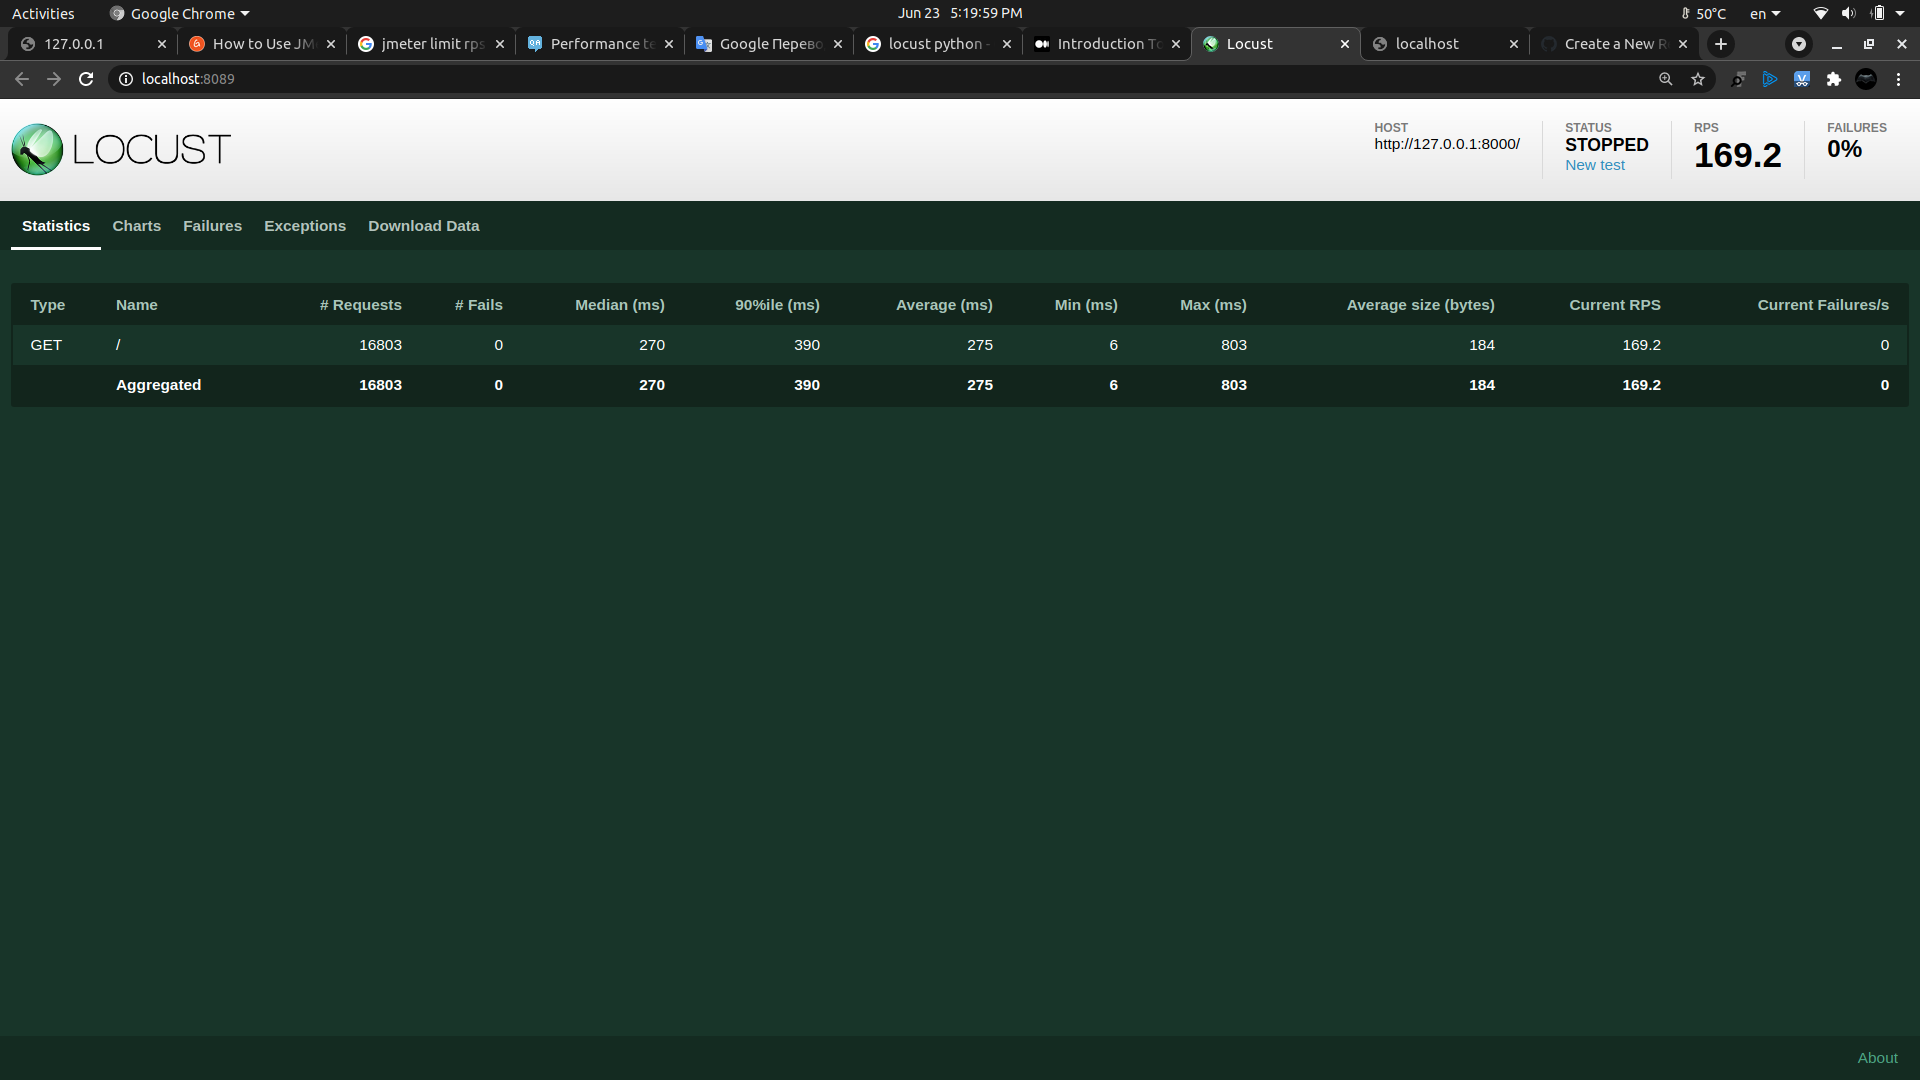 Activities Google Chrome Jun 23 5:19:59 PM 50°C en
127.0.0.1 How to Use JM jmeter limit rps Performance te Google Перево locust python - Introduction To Locust localhost Create a New R
localhost:8089
LOCUST
HOST
http://127.0.0.1:8000/
STATUS
STOPPED
New test
RPS
169.2
FAILURES
0%
Statistics Charts Failures Exceptions Download Data
Type Name # Requests # Fails Median (ms) 90%ile (ms) Average (ms) Min (ms) Max (ms) Average size (bytes) Current RPS Current Failures/s
GET / 16803 0 270 390 275 6 803 184 169.2 0
Aggregated 16803 0 270 390 275 6 803 184 169.2 0
About